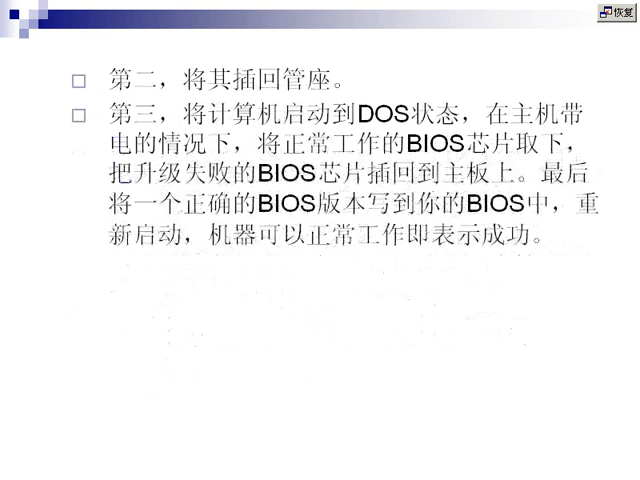 恢复
第二，将其插回管座。
第三，将计算机启动到DOS状态，在主机带
电的情况下，将正常工作的BIOS芯片取下，
把升级失败的BIOS芯片插回到主板上。最后
将一个正确的BIOS版本写到你的BIOS中，重
新启动，机器可以正常工作即表示成功。